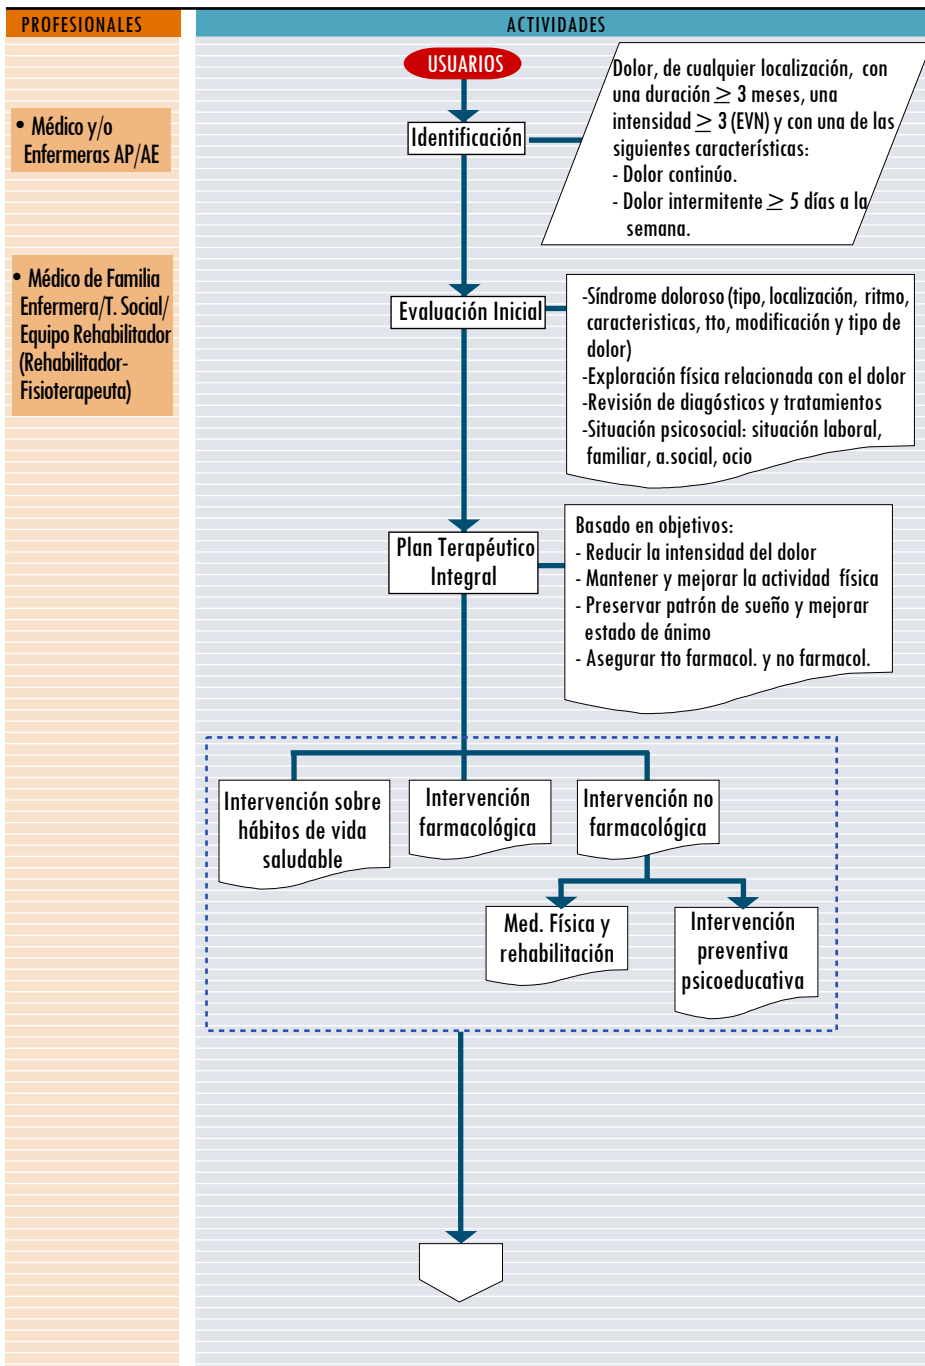 PROFESIONALES
ACTIVIDADES
USUARIOS
• Médico y/o
Enfermeras AP/AE
Identificación
Dolor, de cualquier localización, con
una duración ≥ 3 meses, una
intensidad ≥ 3 (EVN) y con una de las
siguientes características:
- Dolor continúo.
- Dolor intermitente ≥ 5 días a la
semana.
• Médico de Familia
Enfermera/T. Social/
Equipo Rehabilitador
(Rehabilitador-
Fisioterapeuta)
Evaluación Inicial
-Síndrome doloroso (tipo, localización, ritmo,
caracteristicas, tto, modificación y tipo de
dolor)
-Exploración física relacionada con el dolor
-Revisión de diagósticos y tratamientos
-Situación psicosocial: situación laboral,
familiar, a.social, ocio
Plan Terapéutico
Integral
Basado en objetivos:
- Reducir la intensidad del dolor
- Mantener y mejorar la actividad física
- Preservar patrón de sueño y mejorar
estado de ánimo
- Asegurar tto farmacol. y no farmacol.
Intervención sobre
hábitos de vida
saludable
Intervención
farmacológica
Intervención no
farmacológica
Med. Física y
rehabilitación
Intervención
preventiva
psicoeducativa